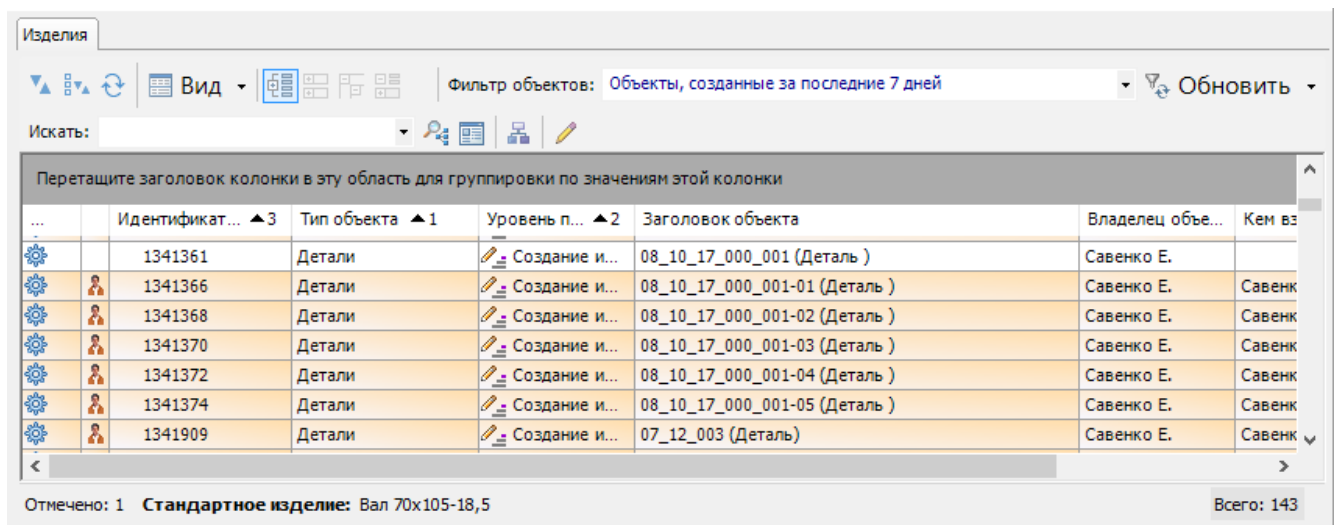 Изделия
Вид Фильтр объектов: Объекты, созданные за последние 7 дней Обновить
Искать:
Перетащите заголовок колонки в эту область для группировки по значениям этой колонки
... Идентификат... ▲3 Тип объекта ▲1 Уровень п... ▲2 Заголовок объекта Владелец объе... Кем вз
1341361 Детали Создание и... 08_10_17_000_001 (Деталь ) Савенко Е.
1341366 Детали Создание и... 08_10_17_000_001-01 (Деталь ) Савенко Е. Савенк
1341368 Детали Создание и... 08_10_17_000_001-02 (Деталь ) Савенко Е. Савенк
1341370 Детали Создание и... 08_10_17_000_001-03 (Деталь ) Савенко Е. Савенк
1341372 Детали Создание и... 08_10_17_000_001-04 (Деталь ) Савенко Е. Савенк
1341374 Детали Создание и... 08_10_17_000_001-05 (Деталь ) Савенко Е. Савенк
1341909 Детали Создание и... 07_12_003 (Деталь) Савенко Е. Савенк
Отмечено: 1 Стандартное изделие: Вал 70x105-18,5 Всего: 143